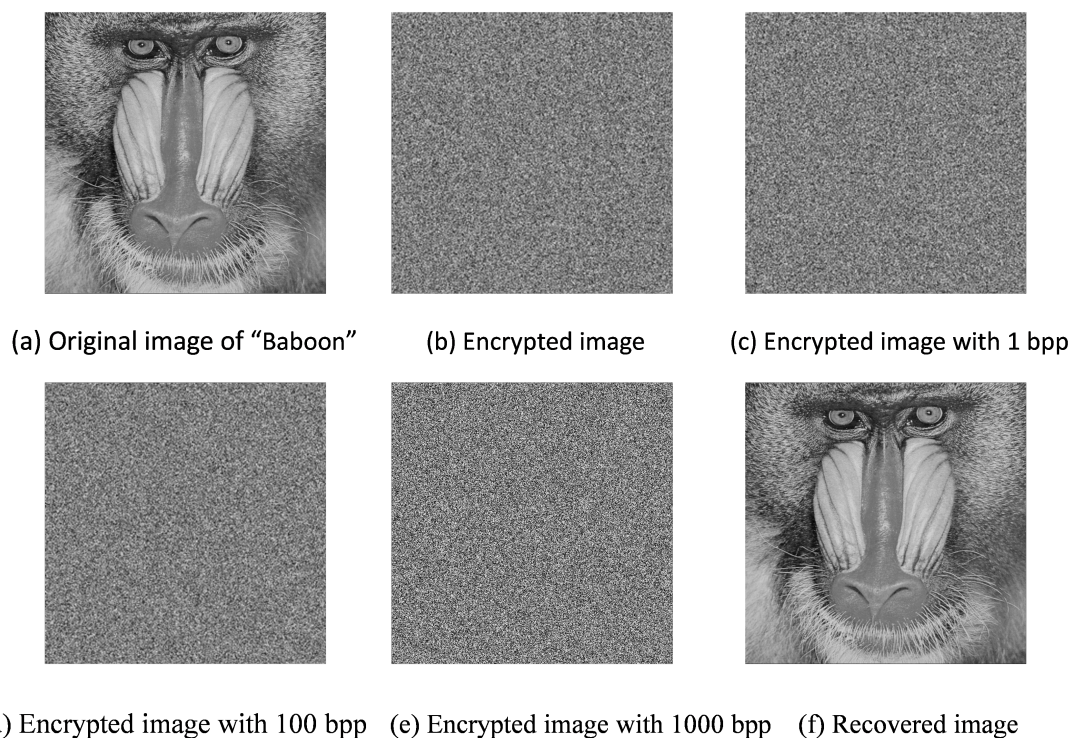 (a) Original image of “Baboon”
(b) Encrypted image
(c) Encrypted image with 1 bpp
) Encrypted image with 100 bpp
(e) Encrypted image with 1000 bpp
(f) Recovered image